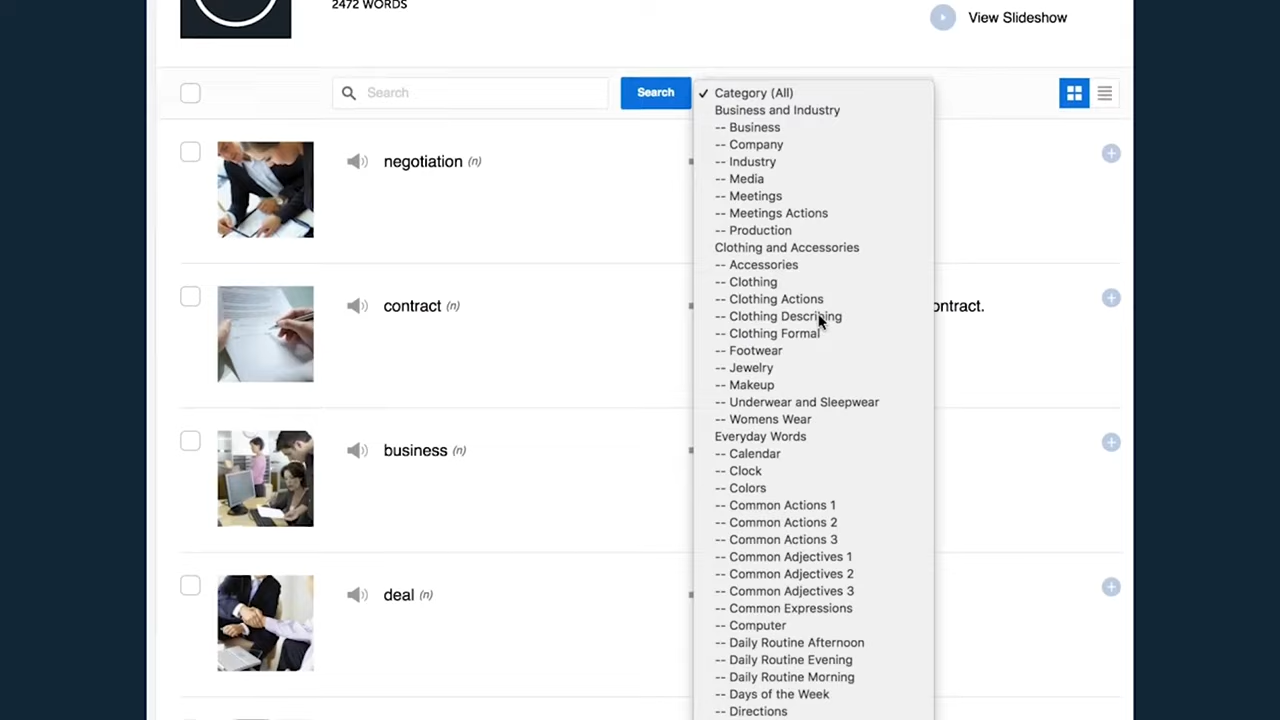 2472 WORDS
View Slideshow
Search
Search
✓ Category (All)
Business and Industry
-- Business
-- Company
-- Industry
-- Media
-- Meetings
-- Meetings Actions
-- Production
Clothing and Accessories
-- Accessories
-- Clothing
-- Clothing Actions
-- Clothing Describing
-- Clothing Formal
-- Footwear
-- Jewelry
-- Makeup
-- Underwear and Sleepwear
-- Womens Wear
Everyday Words
-- Calendar
-- Clock
-- Colors
-- Common Actions 1
-- Common Actions 2
-- Common Actions 3
-- Common Adjectives 1
-- Common Adjectives 2
-- Common Adjectives 3
-- Common Expressions
-- Computer
-- Daily Routine Afternoon
-- Daily Routine Evening
-- Daily Routine Morning
-- Days of the Week
-- Directions
negotiation (n)
contract (n)
ontract.
business (n)
deal (n)